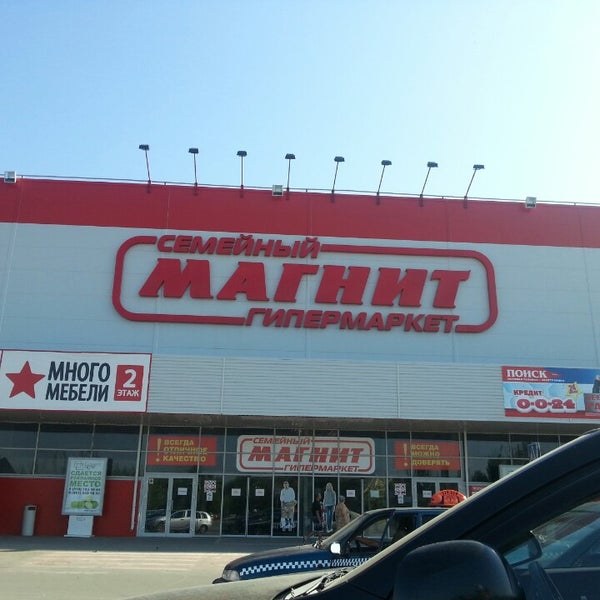 СЕМЕЙНЫЙ
МАГНИТ
ГИПЕРМАРКЕТ
МНОГО
МЕБЕЛИ
2
ЭТАЖ
ПОИСК
КРЕДИТ
0-0-24
ВСЕГДА
ОТЛИЧНОЕ
КАЧЕСТВО
СЕМЕЙНЫЙ
МАГНИТ
ГИПЕРМАРКЕТ
ВСЕГДА
МОЖНО
ДОВЕРЯТЬ
СДАЕТСЯ
РЕКЛАМНОЕ
МЕСТО